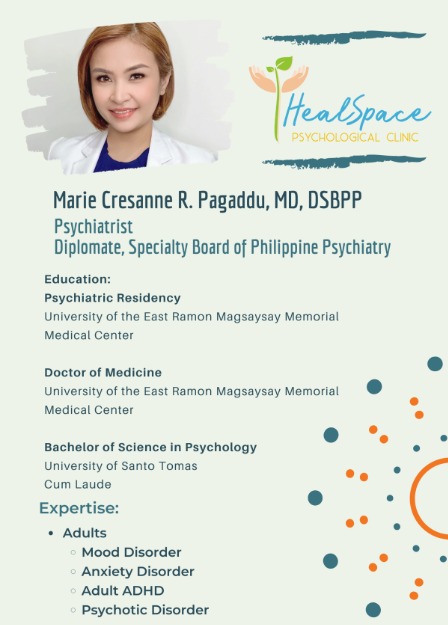 HealSpace
PSYCHOLOGICAL CLINIC
Marie Cresanne R. Pagaddu, MD, DSBPP
Psychiatrist
Diplomate, Specialty Board of Philippine Psychiatry
Education:
Psychiatric Residency
University of the East Ramon Magsaysay Memorial
Medical Center
Doctor of Medicine
University of the East Ramon Magsaysay Memorial
Medical Center
Bachelor of Science in Psychology
University of Santo Tomas
Cum Laude
Expertise:
• Adults
○ Mood Disorder
○ Anxiety Disorder
○ Adult ADHD
○ Psychotic Disorder